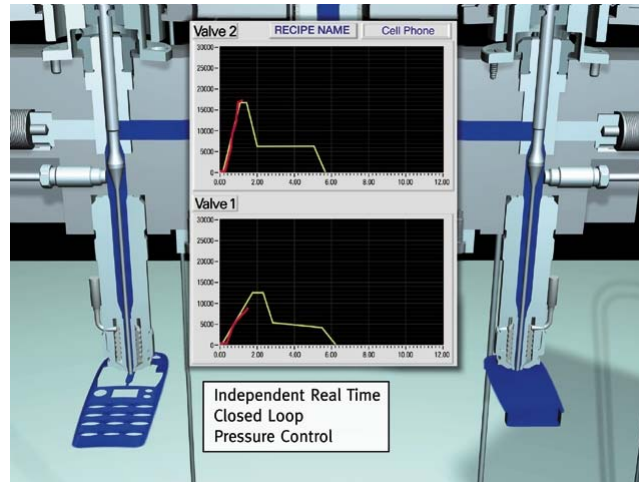 Valve 2 RECIPE NAME Cell Phone
30000
25000
20000
15000
10000
5000
0
0.00 2.00 4.00 6.00 8.00 10.00 12.00
Valve 1
30000
25000
20000
15000
10000
5000
0
0.00 2.00 4.00 6.00 8.00 10.00 12.00
Independent Real Time
Closed Loop
Pressure Control